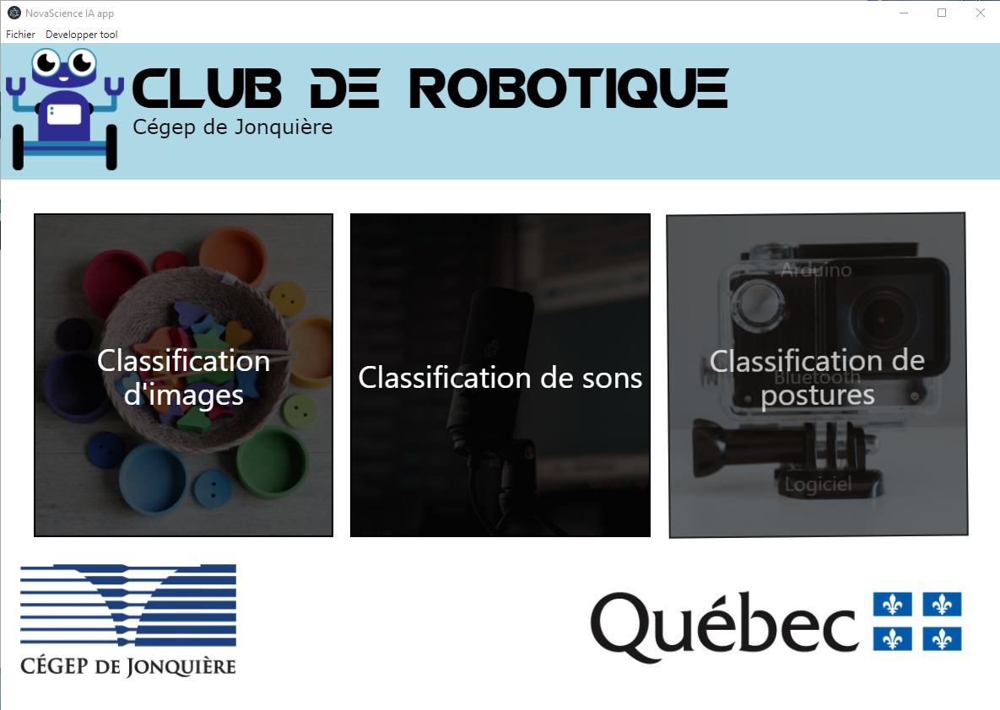 NovaScience IA app
Fichier Developper tool
CLUB DE ROBOTIQUE
Cégep de Jonquière
Classification
d'images
Classification de sons
Arduino
Classification de
Bluetooth
postures
Logiciel
CÉGEP DE JONQUIÈRE
Québec